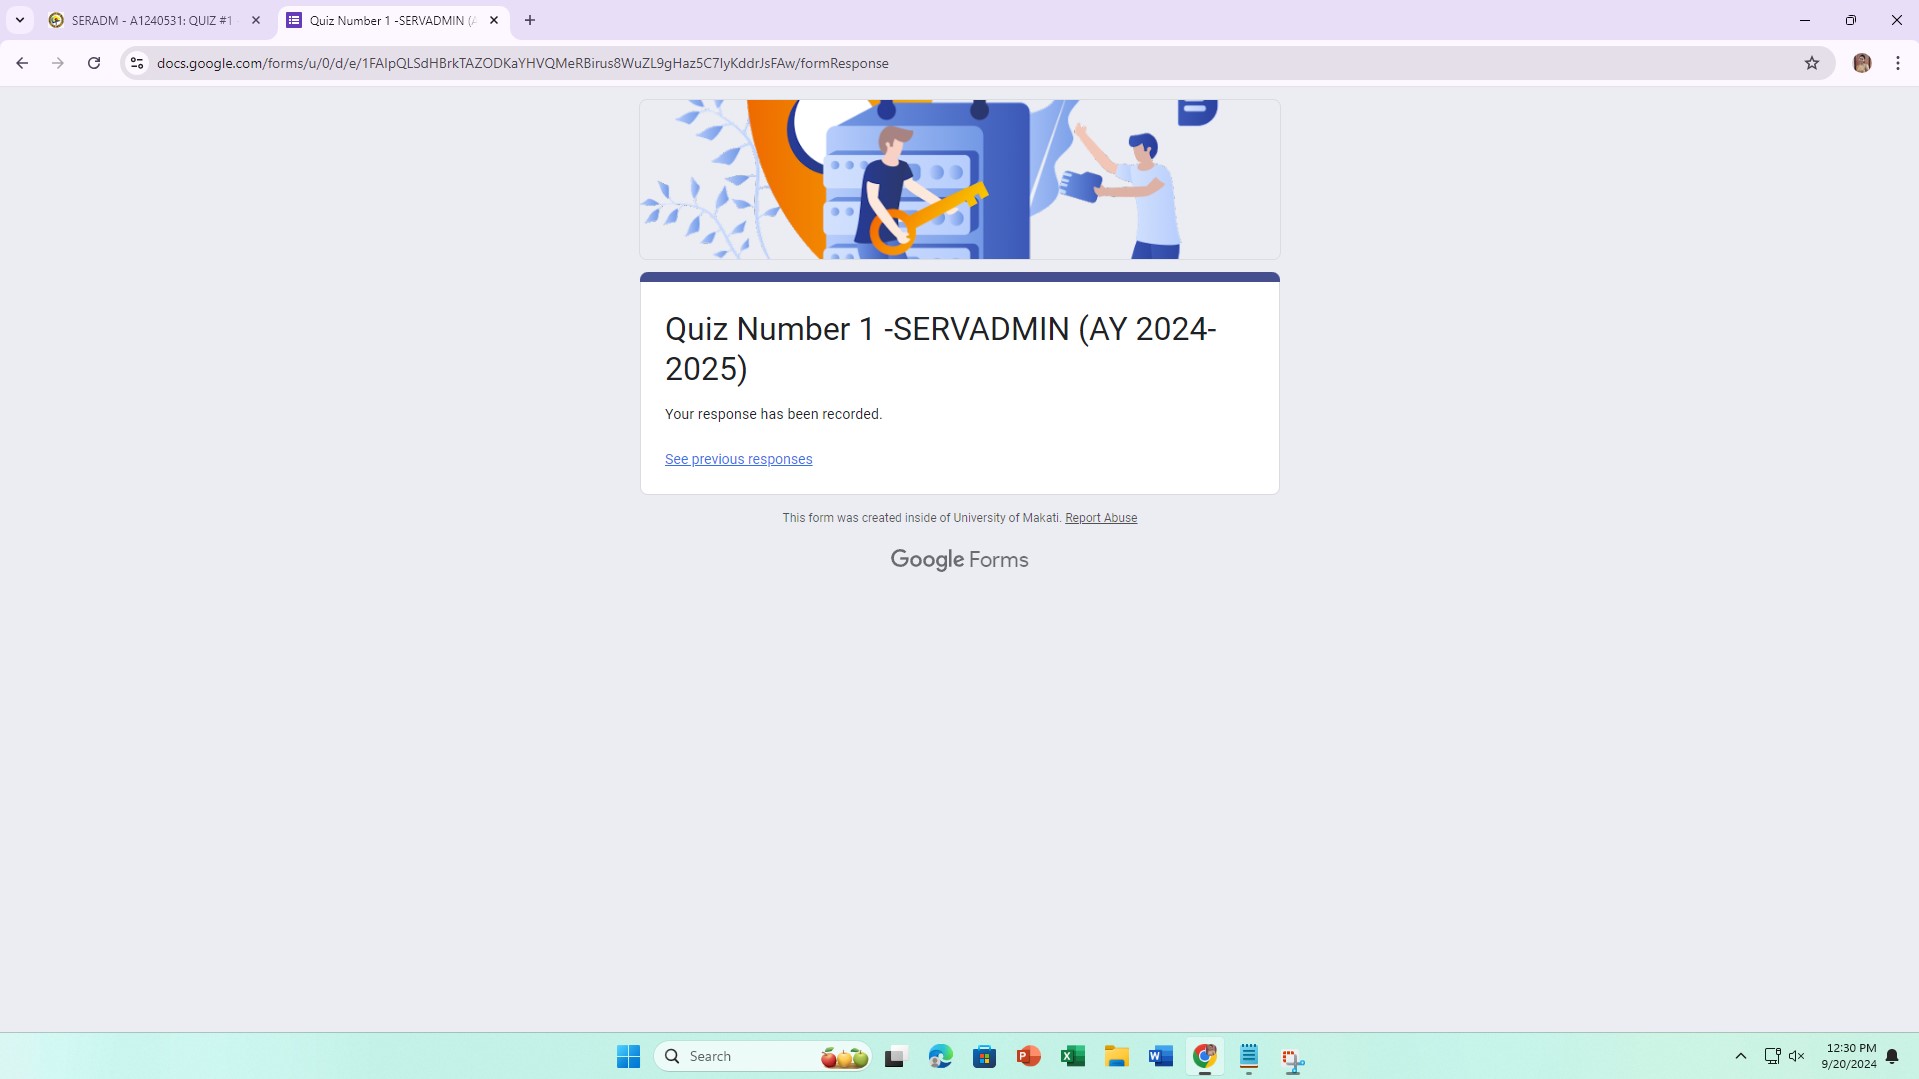 SERADM - A1240531: QUIZ #1
Quiz Number 1 -SERVADMIN (A
docs.google.com/forms/u/0/d/e/1FAIpQLSdHBrkTAZODKaYHVQMeRBirus8WuZL9gHaz5C7IyKddrJsFAw/formResponse
Quiz Number 1 -SERVADMIN (AY 2024-
2025)
Your response has been recorded.
See previous responses
This form was created inside of University of Makati. Report Abuse
Google Forms
Search
12:30 PM
9/20/2024